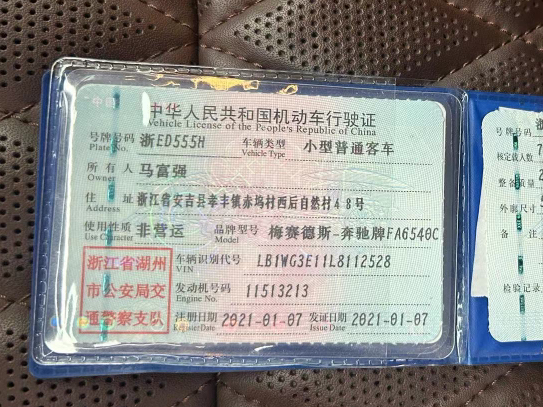 中华人民共和国机动车行驶证
Vehicle License of the People's Republic of China
号牌号码 浙ED555H 车辆类型 小型普通客车
Plate No. Vehicle Type
所有人 马富强
Owner
住址 浙江省安吉县孝丰镇赤坞村西后自然村48号
Address
使用性质 非营运 品牌型号 梅赛德斯-奔驰牌FA6540C
Use Character Model
浙江省湖州
市公安局交
通警察支队
车辆识别代号 LB1WG3E11L8112528
VIN
发动机号码 11513213
Engine No.
注册日期 2021-01-07 发证日期 2021-01-07
Register Date Issue Date
号牌
核定载人数
整备质量
外廓尺寸
备注
检验记录